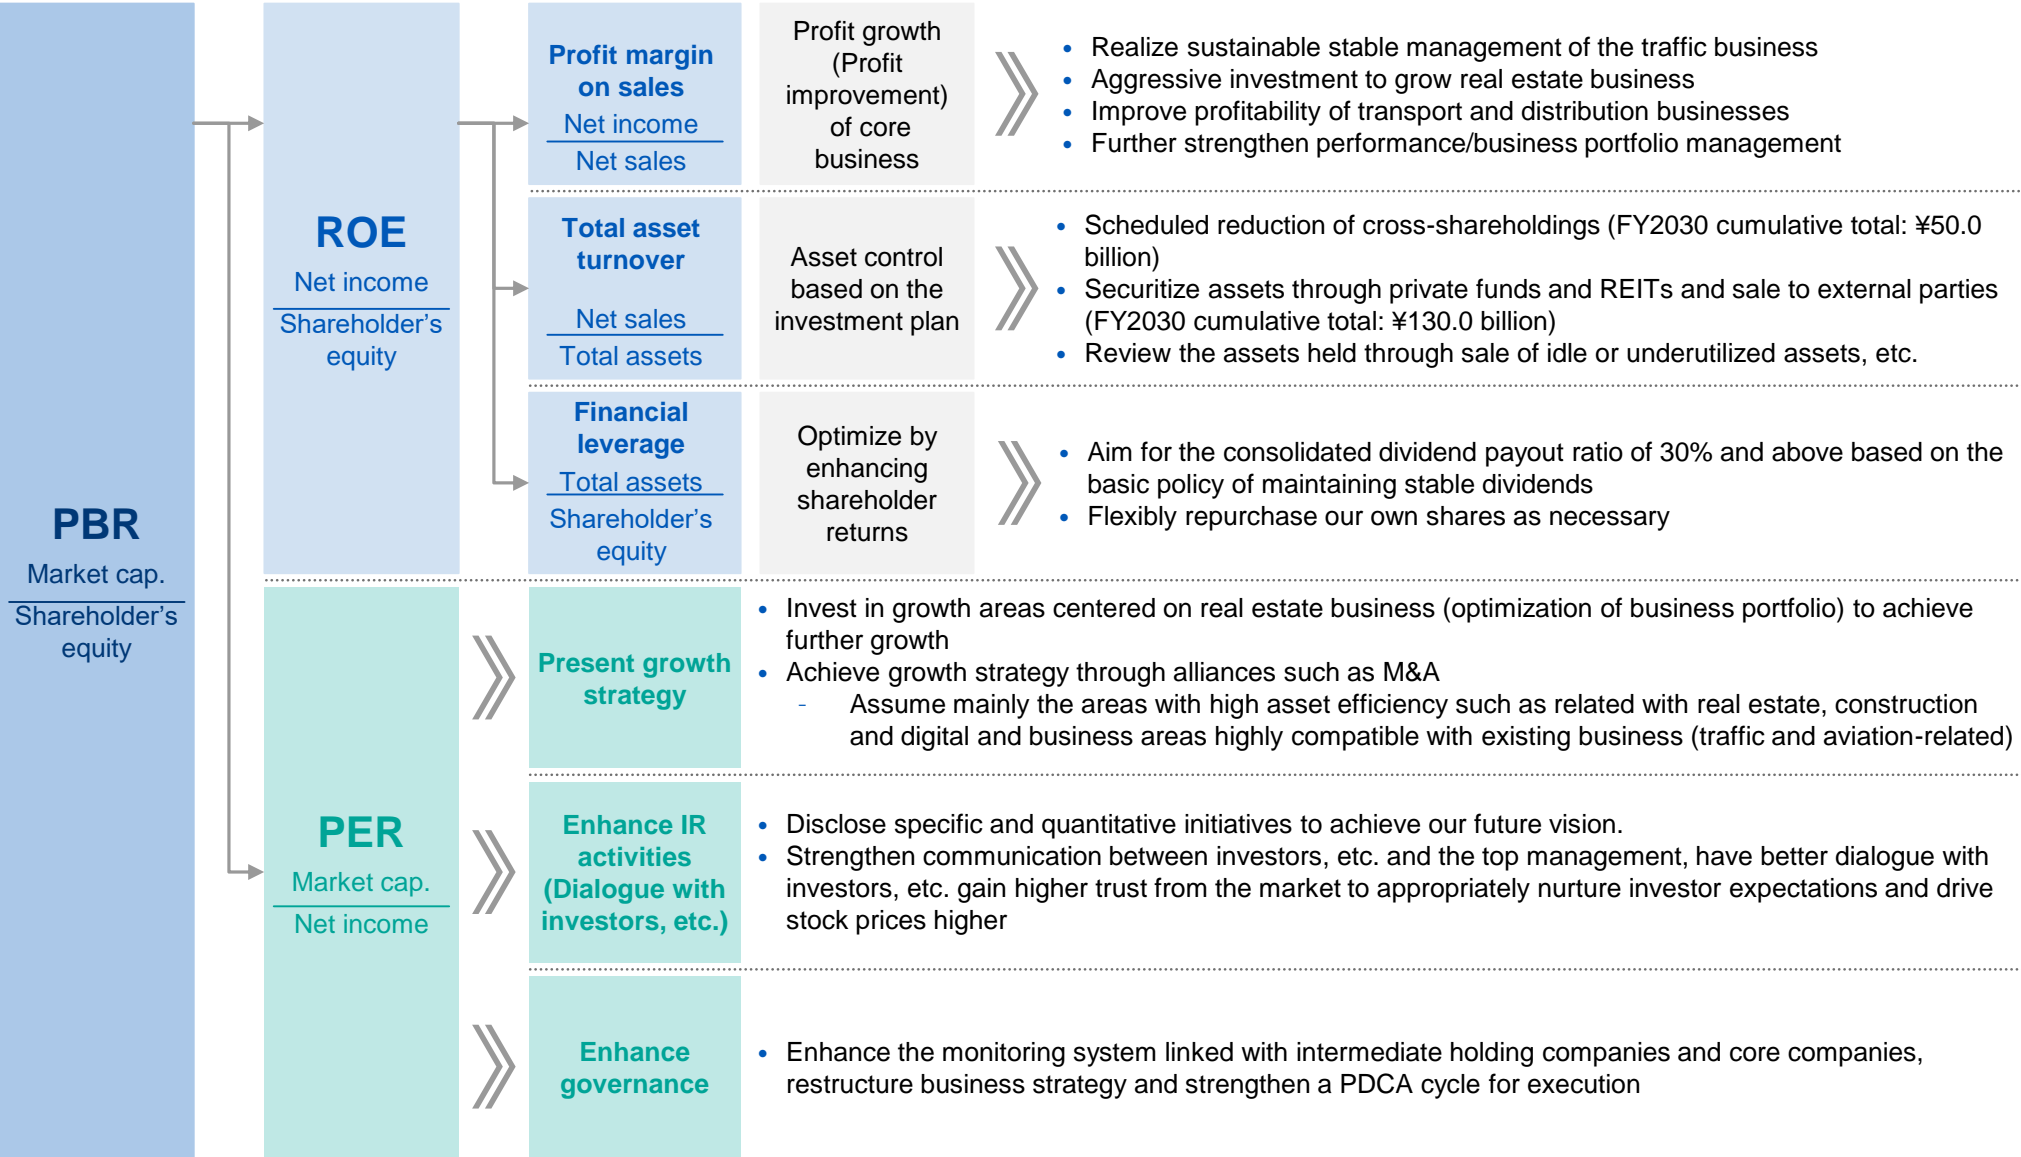 PBR
Market cap.
Shareholder’s
equity
ROE
Net income
Shareholder’s
equity
Profit margin
on sales
Net income
Net sales
Profit growth
(Profit
improvement)
of core
business
• Realize sustainable stable management of the traffic business
• Aggressive investment to grow real estate business
• Improve profitability of transport and distribution businesses
• Further strengthen performance/business portfolio management
Total asset
turnover
Net sales
Total assets
Asset control
based on the
investment plan
• Scheduled reduction of cross-shareholdings (FY2030 cumulative total: ¥50.0
billion)
• Securitize assets through private funds and REITs and sale to external parties
(FY2030 cumulative total: ¥130.0 billion)
• Review the assets held through sale of idle or underutilized assets, etc.
Financial
leverage
Total assets
Shareholder’s
equity
Optimize by
enhancing
shareholder
returns
• Aim for the consolidated dividend payout ratio of 30% and above based on the
basic policy of maintaining stable dividends
• Flexibly repurchase our own shares as necessary
PER
Market cap.
Net income
Present growth
strategy
• Invest in growth areas centered on real estate business (optimization of business portfolio) to achieve
further growth
• Achieve growth strategy through alliances such as M&A
- Assume mainly the areas with high asset efficiency such as related with real estate, construction
and digital and business areas highly compatible with existing business (traffic and aviation-related)
Enhance IR
activities
(Dialogue with
investors, etc.)
• Disclose specific and quantitative initiatives to achieve our future vision.
• Strengthen communication between investors, etc. and the top management, have better dialogue with
investors, etc. gain higher trust from the market to appropriately nurture investor expectations and drive
stock prices higher
Enhance
governance
• Enhance the monitoring system linked with intermediate holding companies and core companies,
restructure business strategy and strengthen a PDCA cycle for execution